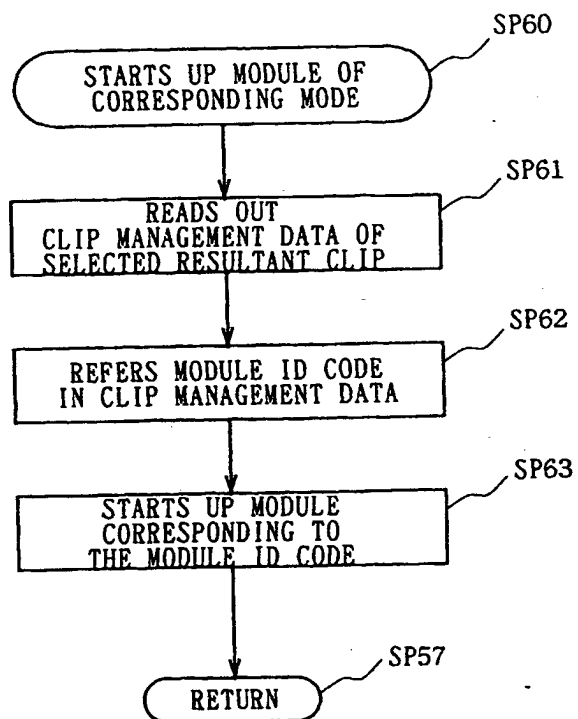 SP60
STARTS UP MODULE OF
CORRESPONDING MODE
SP61
READS OUT
CLIP MANAGEMENT DATA OF
SELECTED RESULTANT CLIP
SP62
REFERS MODULE ID CODE
IN CLIP MANAGEMENT DATA
SP63
STARTS UP MODULE
CORRESPONDING TO
THE MODULE ID CODE
SP57
RETURN